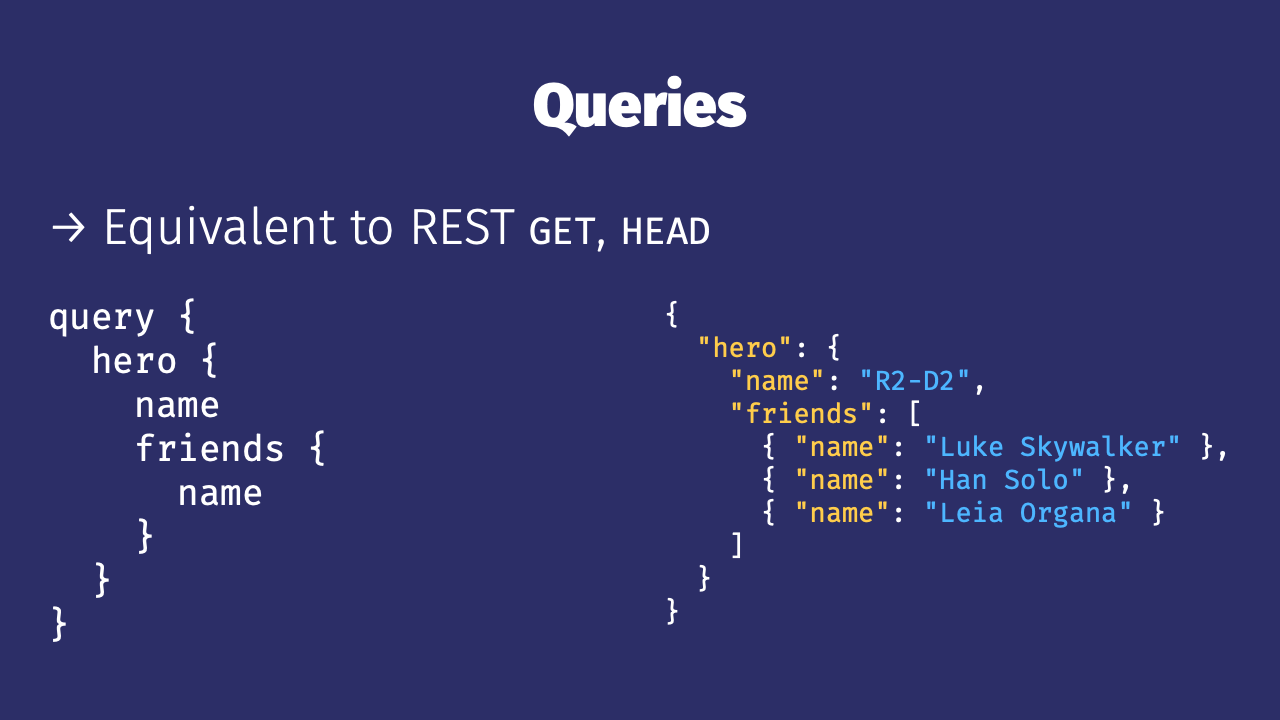 Queries
→ Equivalent to REST GET, HEAD
query {
  hero {
    name
    friends {
      name
    }
  }
}
{
  "hero": {
    "name": "R2-D2",
    "friends": [
      { "name": "Luke Skywalker" },
      { "name": "Han Solo" },
      { "name": "Leia Organa" }
    ]
  }
}